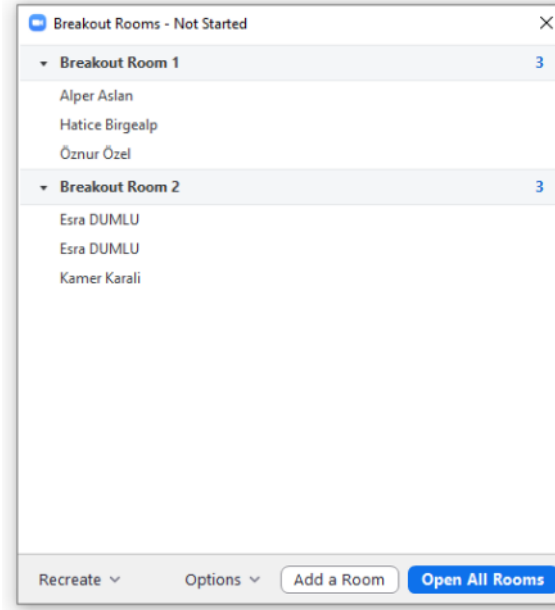 Breakout Rooms - Not Started
Breakout Room 1 3
Alper Aslan
Hatice Birgealp
Öznur Özel
Breakout Room 2 3
Esra DUMLU
Esra DUMLU
Kamer Karali
Recreate Options Add a Room Open All Rooms